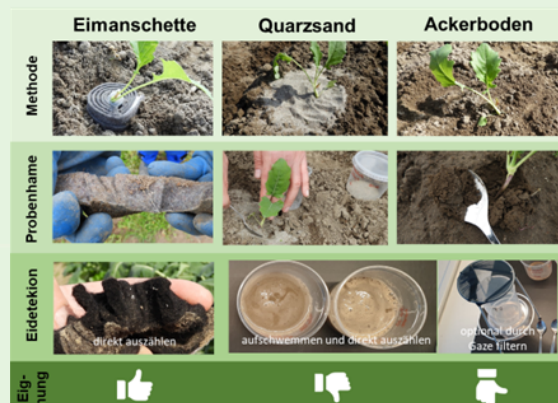 Eimanschette
Quarzsand
Ackerboden
Methode
Probenhame
Eidetekion
direkt auszählen
aufschwemmen und direkt auszählen
optional durch
Gaze filtern
Eig-
nung